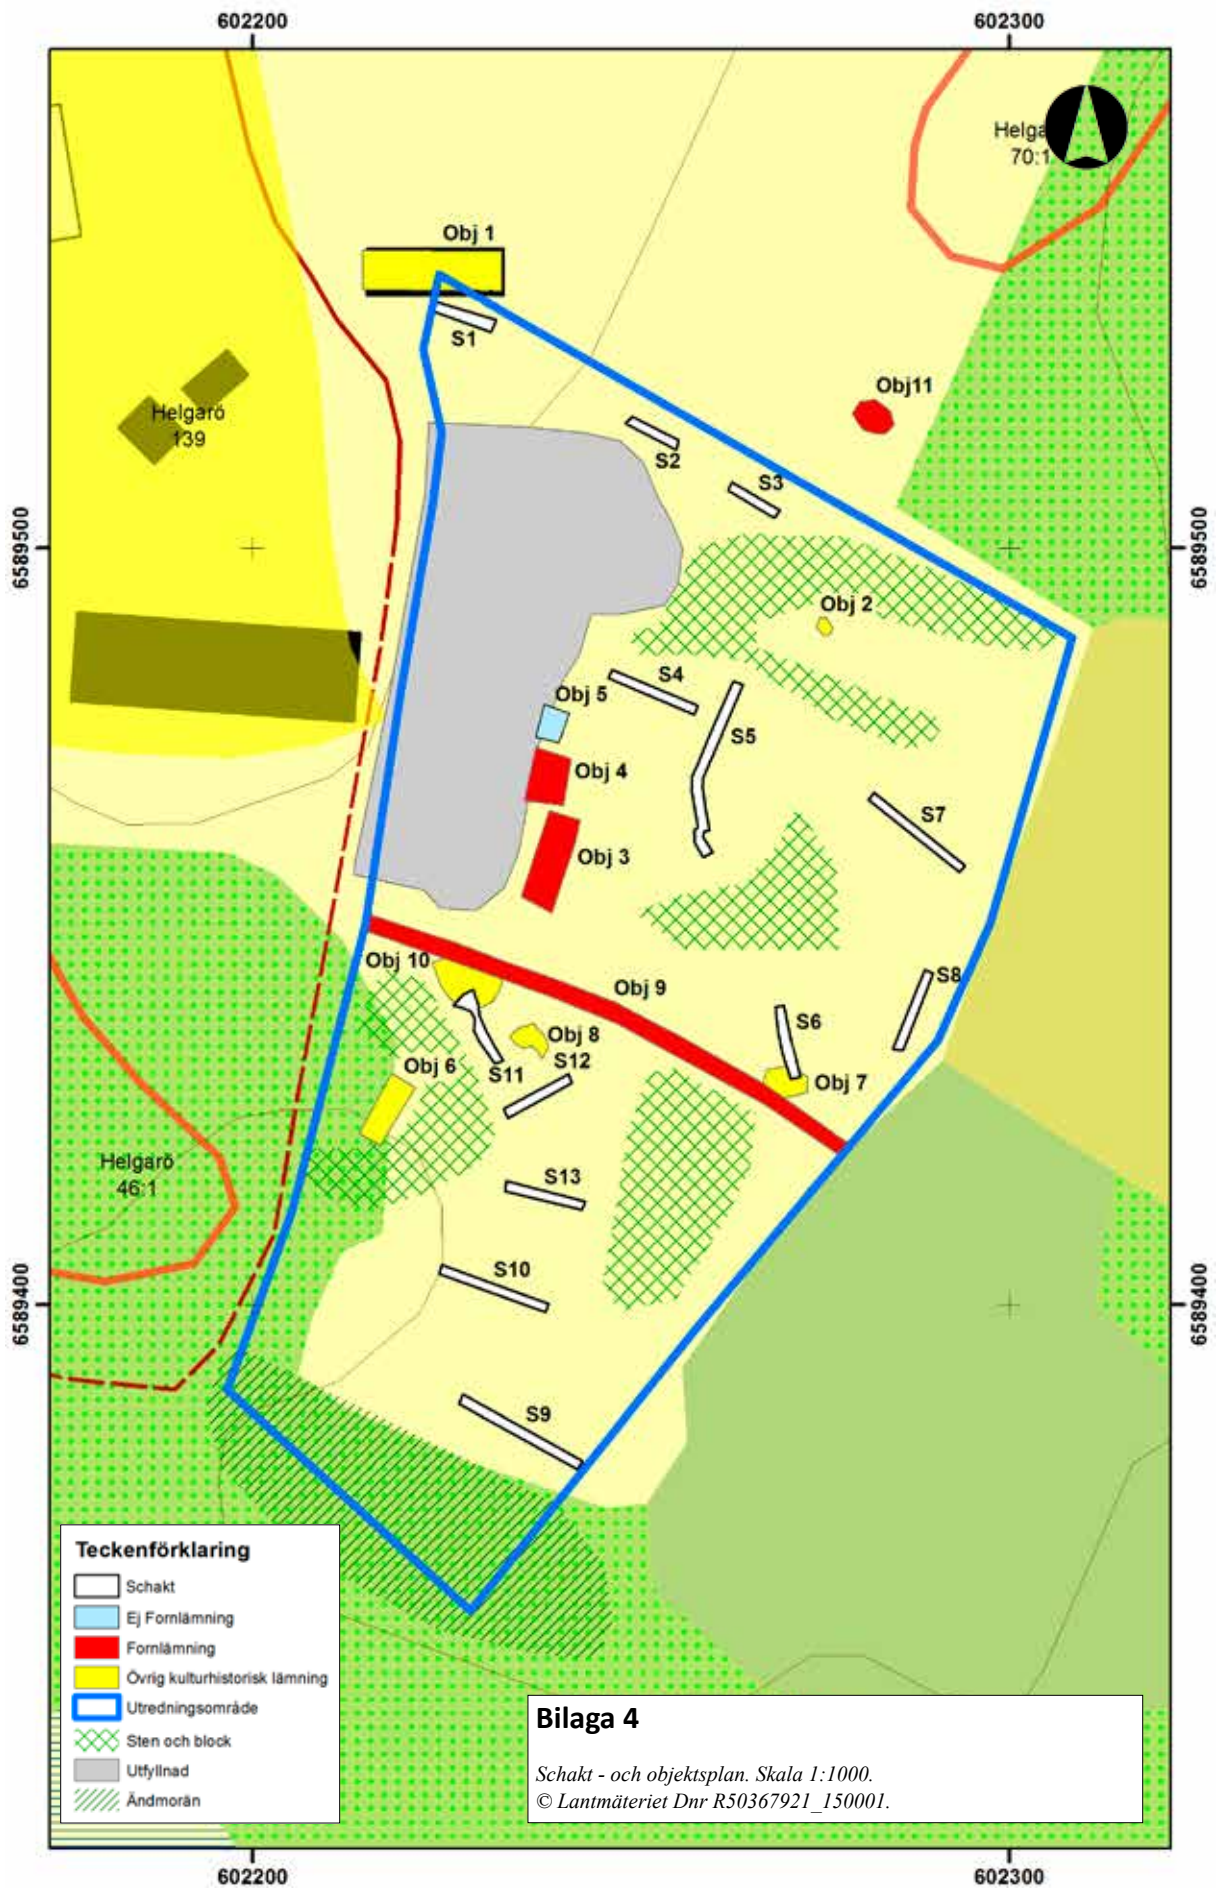 602200
602300
Helga
70:1
Obj 1
S1
Obj11
Helgarö
139
S2
S3
6589500
6589500
Obj 2
S4
Obj 5
S5
Obj 4
S7
Obj 3
Obj 10
S8
Obj 9
S6
Obj 8
S12
Obj 6
S11
Obj 7
Helgarö
46:1
S13
S10
6589400
6589400
S9
Teckenförklaring
Schakt
Ej Fornlämning
Fornlämning
Övrig kulturhistorisk lämning
Utredningsområde
Sten och block
Utfyllnad
Ändmorän
Bilaga 4
Schakt - och objektsplan. Skala 1:1000.
© Lantmäteriet Dnr R50367921_150001.
602200
602300